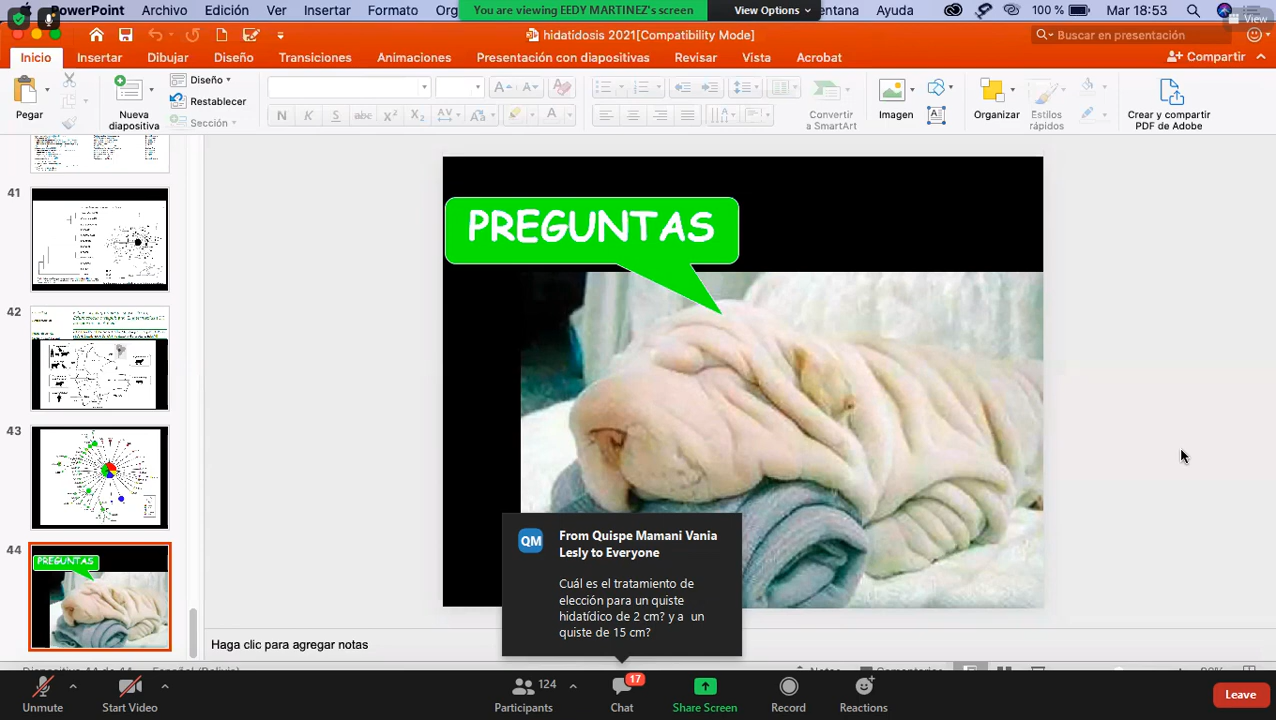 PowerPoint Archivo Edición Ver Insertar Formato Org You are viewing EEDY MARTINEZ's screen View Options entana Ayuda 100 % Mar 18:53
View
hidatidosis 2021[Compatibility Mode] Buscar en presentación
Inicio Insertar Dibujar Diseño Transiciones Animaciones Presentación con diapositivas Revisar Vista Acrobat Compartir
Pegar
Nueva
diapositiva
Diseño
Restablecer
Sección
N K S abc
Convertir
a SmartArt
Imagen
Organizar
Estilos
rápidos
Crear y compartir
PDF de Adobe
41
42
43
44
PREGUNTAS
PREGUNTAS
QM
From Quispe Mamani Vania
Lesly to Everyone
Cuál es el tratamiento de
elección para un quiste
hidatídico de 2 cm? y a un
quiste de 15 cm?
Haga clic para agregar notas
Unmute
Start Video
124
Participants
17
Chat
Share Screen
Record
Reactions
Leave